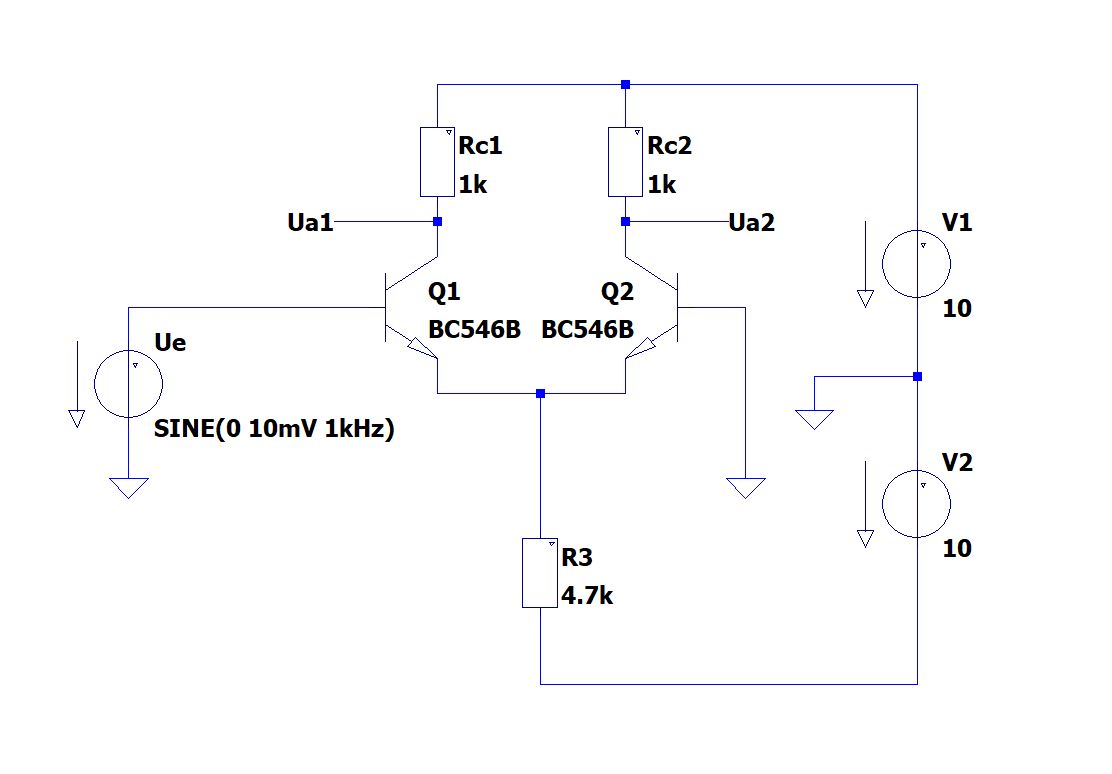 Rc1
1k
Rc2
1k
Ua1
Ua2
V1
10
Q1
BC546B
Q2
BC546B
Ue
SINE(0 10mV 1kHz)
V2
10
R3
4.7k